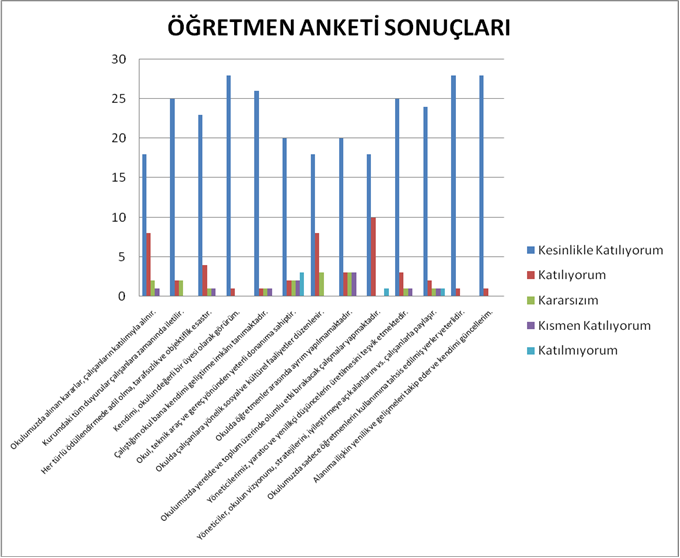 ÖĞRETMEN ANKETİ SONUÇLARI
30
25
20
15
10
5
0
Okulumuzda alınan kararlar, çalışanların katılımıyla alınır.
Kurumdaki tüm duyurular çalışanlara zamanında iletilir.
Her türlü ödüllendirmede adil olma, tarafsızlık ve objektiflik esastır.
Kendimi, okulun değerli bir üyesi olarak görürüm.
Çalıştığım okul bana kendimi geliştirme imkânı tanımaktadır.
Okul, teknik araç ve gereç yönünden yeterli donanıma sahiptir.
Okulda çalışanlara yönelik sosyal ve kültürel faaliyetler düzenlenir.
Okulda öğretmenler arasında ayrım yapılmamaktadır.
Okulumuzda yerelde ve toplum üzerinde olumlu etki bırakacak çalışmalar yapmaktadır.
Yöneticilerimiz, yaratıcı ve yenilikçi düşüncelerin üretilmesini teşvik etmektedir.
Yöneticiler, okulun vizyonunu, stratejilerini, iyileştirmeye açık alanlarını vs. çalışanlarla paylaşır.
Okulumuzda sadece öğretmenlerin kullanımına tahsis edilmiş yerler yeterlidir.
Alanıma ilişkin yenilik ve gelişmeleri takip eder ve kendimi güncellerim.
Kesinlikle Katılıyorum
Katılıyorum
Kararsızım
Kısmen Katılıyorum
Katılmıyorum